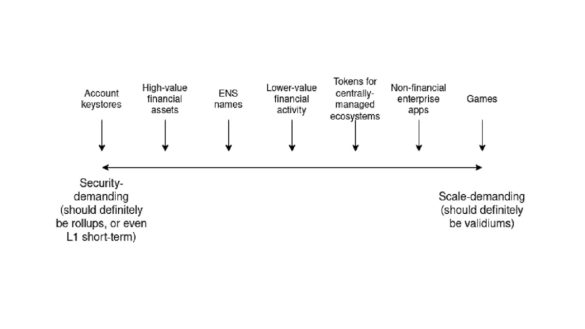 Account
keystores
High-value
financial
assets
ENS
names
Lower-value
financial
activity
Tokens for
centrally-
managed
ecosystems
Non-financial
enterprise
apps
Games
Security-
demanding
(should definitely
be rollups, or even
L1 short-term)
Scale-demanding
(should definitely
be validiums)